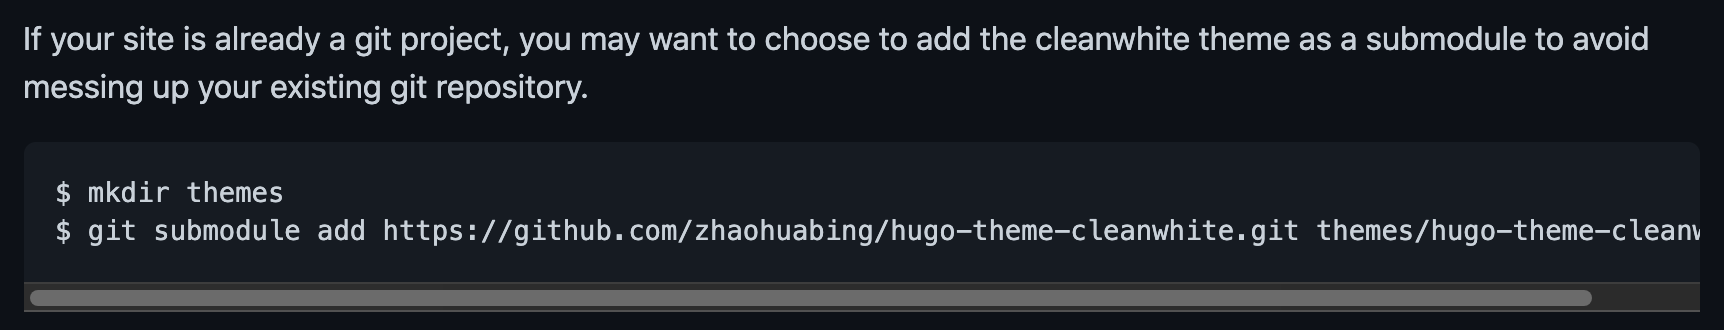 If your site is already a git project, you may want to choose to add the cleanwhite theme as a submodule to avoid
messing up your existing git repository.
$ mkdir themes
$ git submodule add https://github.com/zhaohuabing/hugo-theme-cleanwhite.git themes/hugo-theme-clean